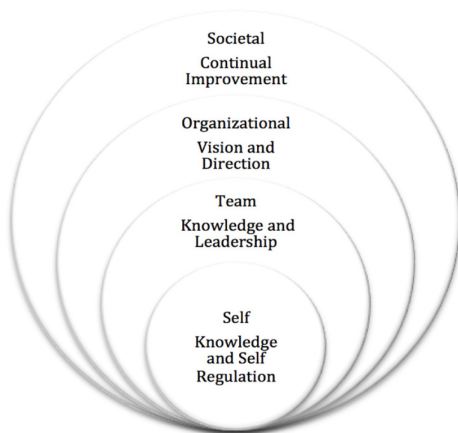 Societal
Continual
Improvement
Organizational
Vision and
Direction
Team
Knowledge and
Leadership
Self
Knowledge
and Self
Regulation